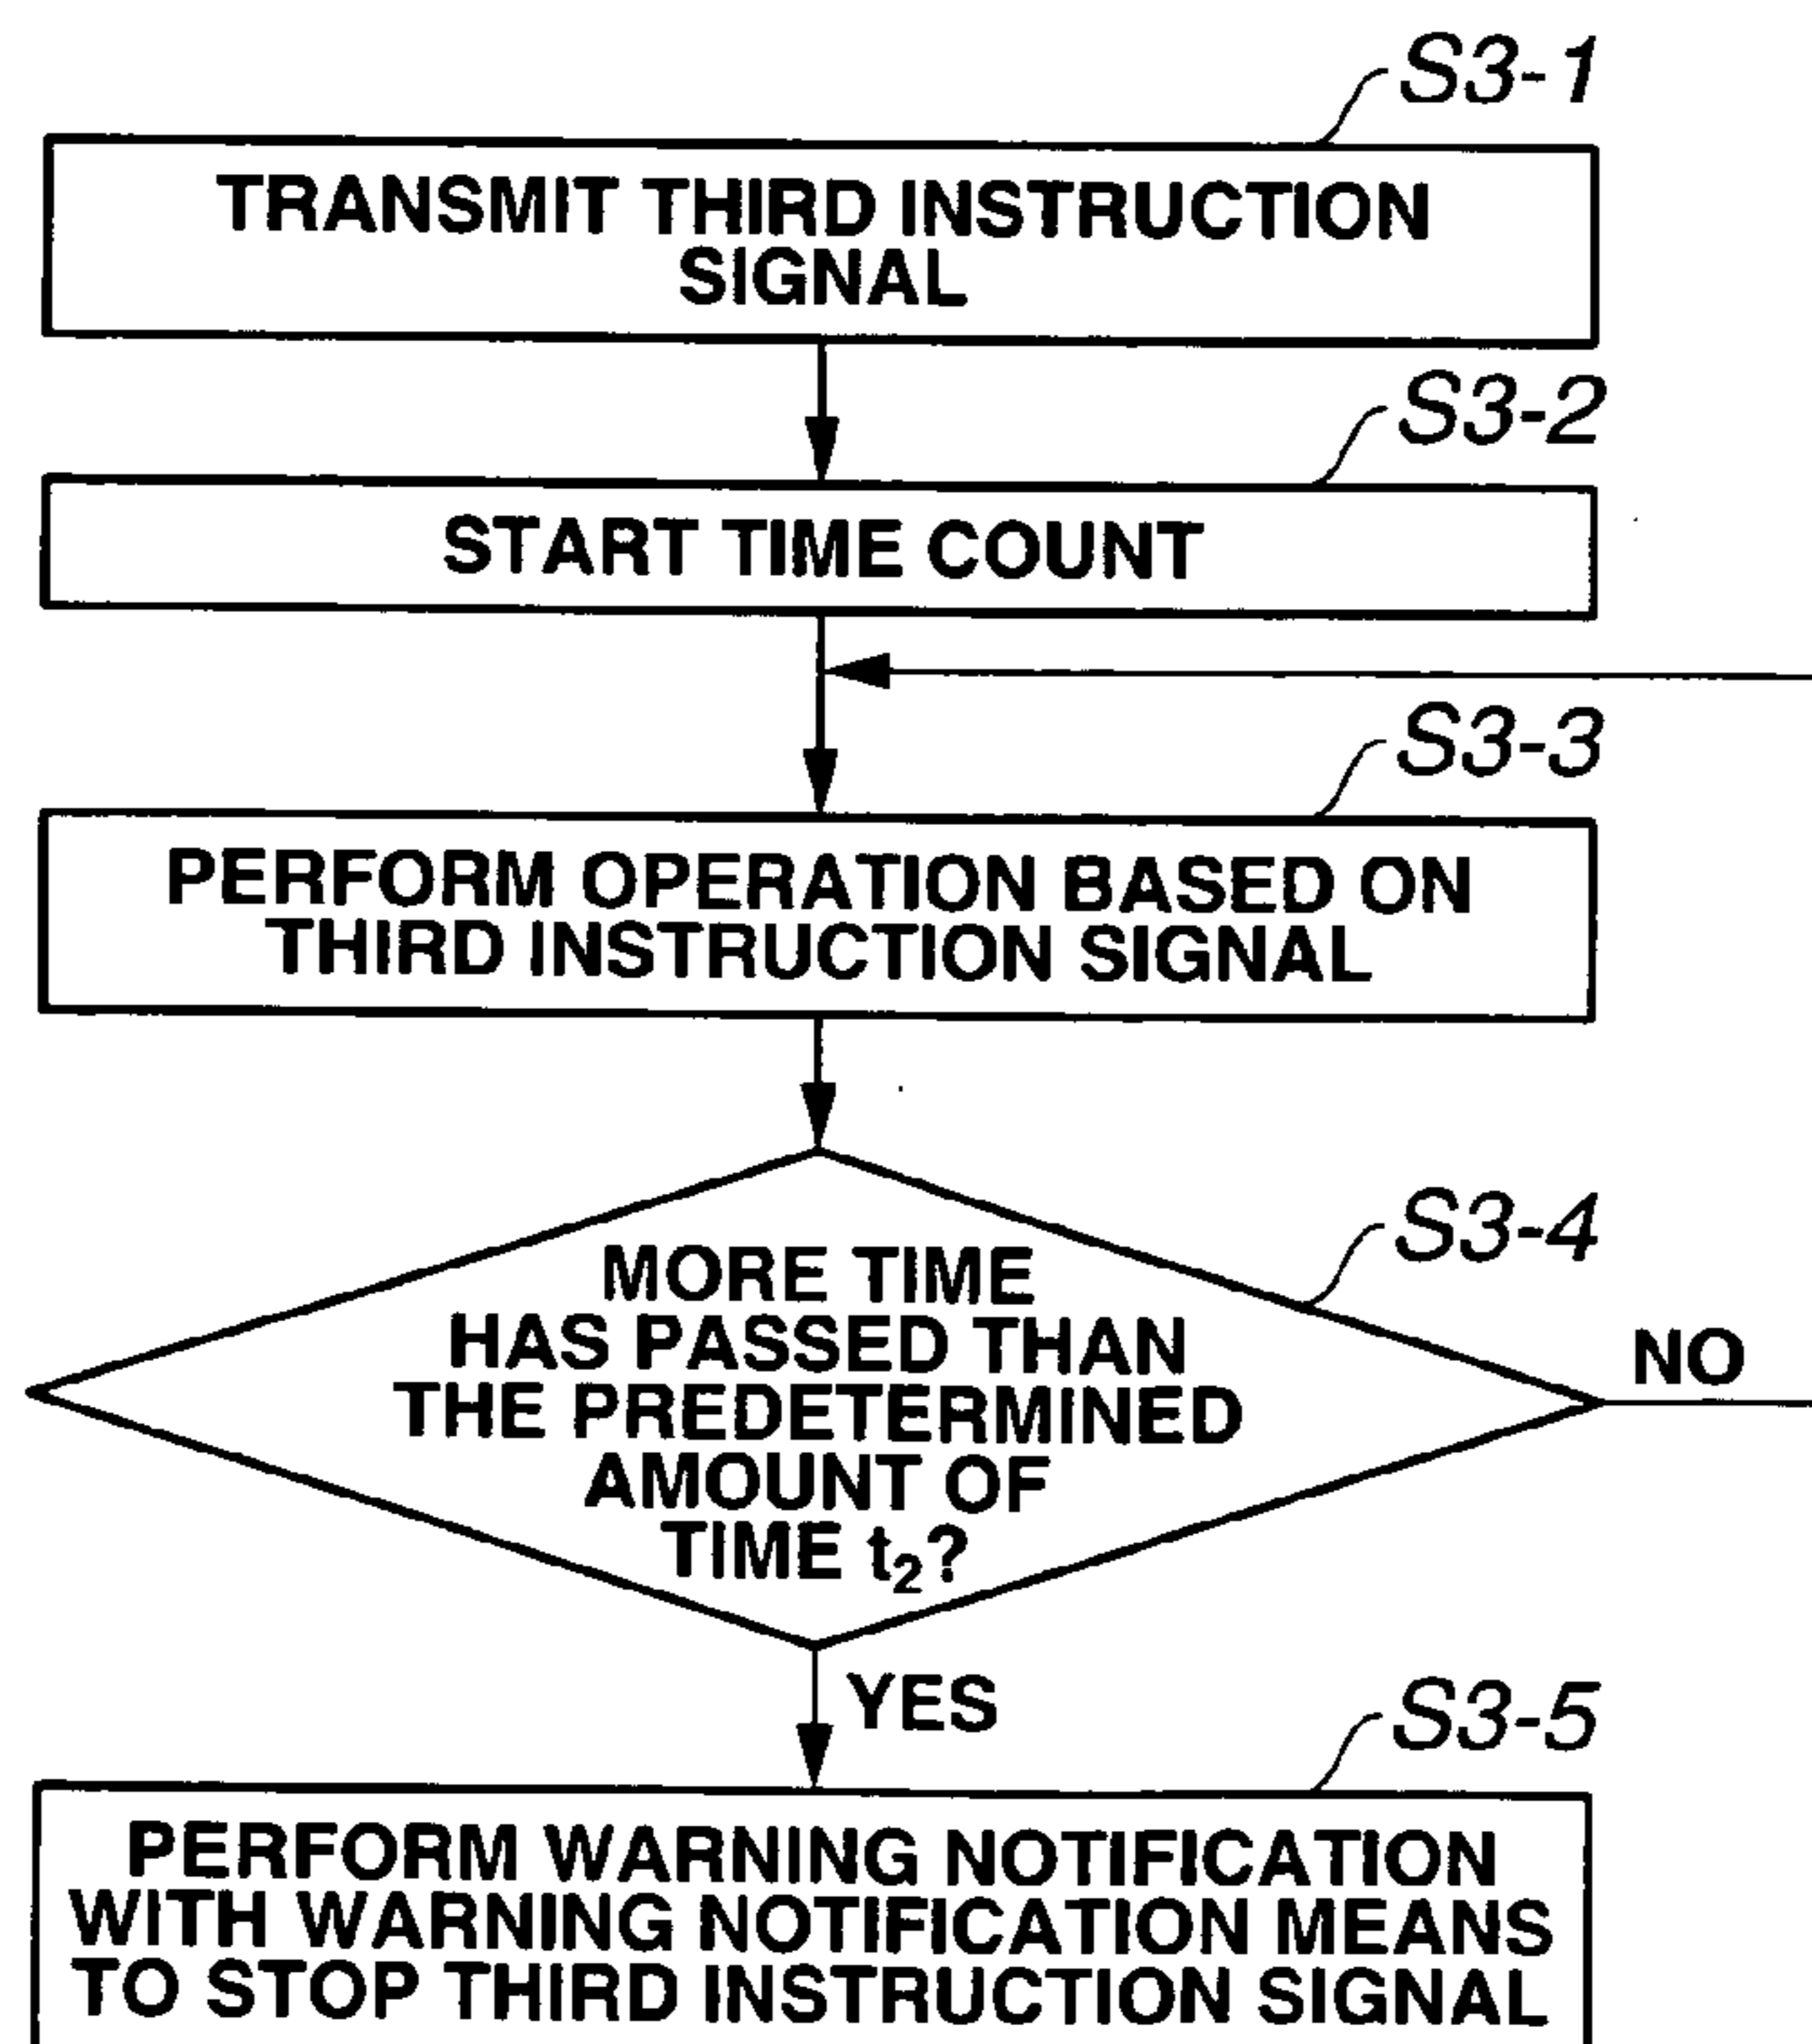 S3-1
TRANSMIT THIRD INSTRUCTION
SIGNAL
S3-2
START TIME COUNT
S3-3
PERFORM OPERATION BASED ON
THIRD INSTRUCTION SIGNAL
S3-4
MORE TIME
HAS PASSED THAN
THE PREDETERMINED
AMOUNT OF
TIME t₂?
NO
YES
S3-5
PERFORM WARNING NOTIFICATION
WITH WARNING NOTIFICATION MEANS
TO STOP THIRD INSTRUCTION SIGNAL